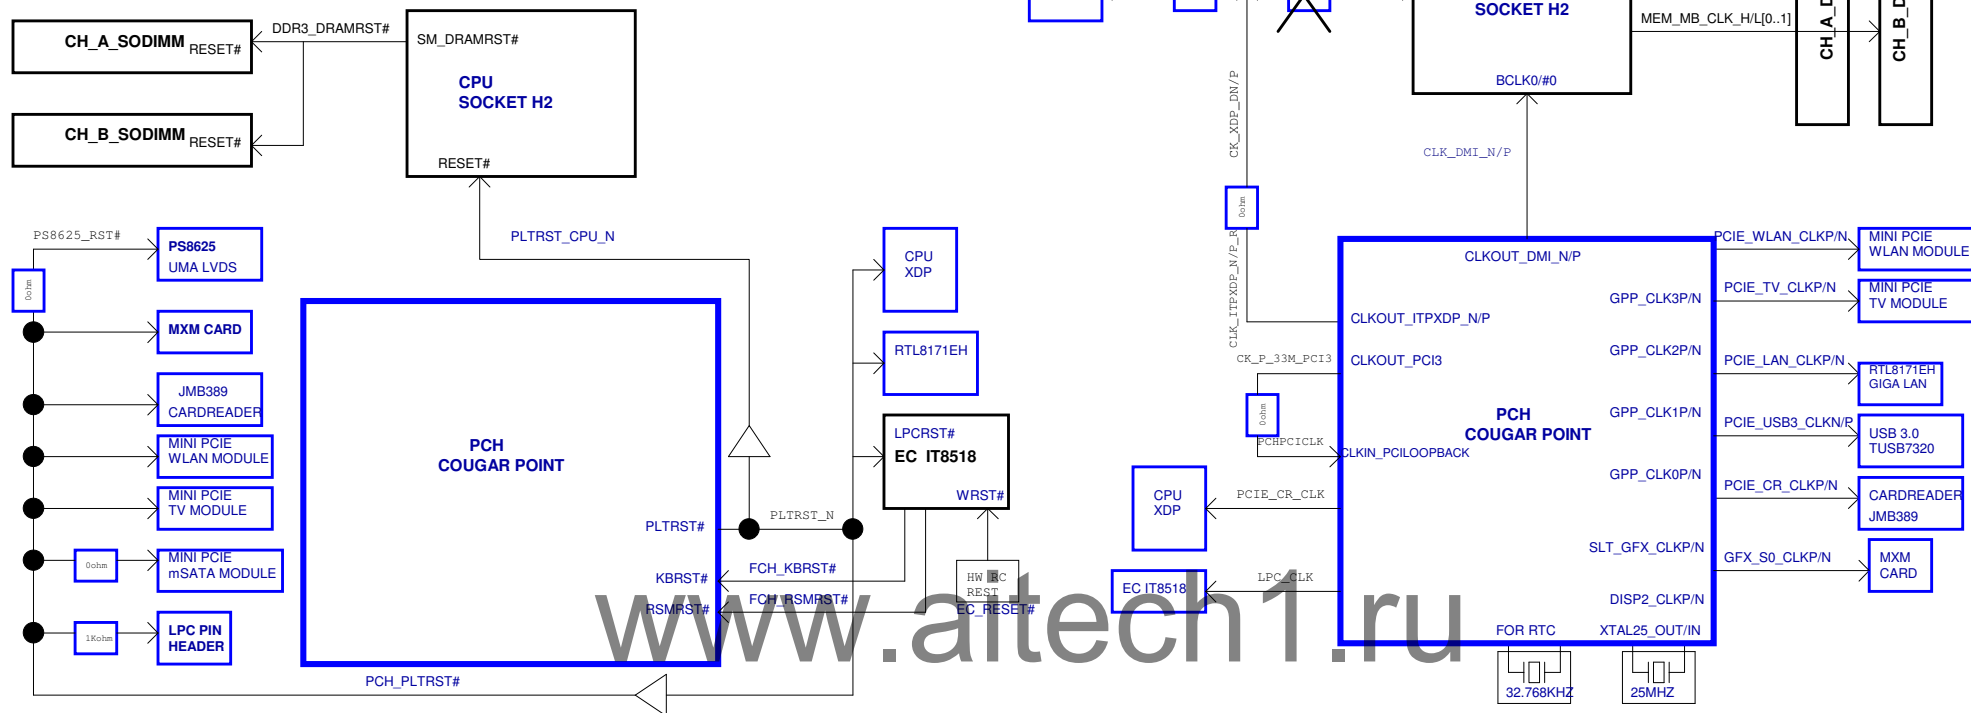 CH_A_SODIMM RESET#
DDR3_DRAMRST#
SM_DRAMRST#
CPU
SOCKET H2
CH_B_SODIMM RESET#
RESET#
PLTRST_CPU_N
PS8625_RST#
PS8625
UMA LVDS
0ohm
MXM CARD
JMB389
CARDREADER
MINI PCIE
WLAN MODULE
MINI PCIE
TV MODULE
0ohm
MINI PCIE
mSATA MODULE
1Kohm
LPC PIN
HEADER
PCH
COUGAR POINT
PLTRST#
KBRST#
RSMRST#
PCH_PLTRST#
PLTRST_N
FCH_KBRST#
FCH_RSMRST#
CPU
XDP
RTL8171EH
LPCRST#
EC IT8518
WRST#
HW RC
REST
EC_RESET#
SOCKET H2
MEM_MB_CLK_H/L[0..1]
CH_A_D
CH_B_D
BCLK0/#0
CK_XDP_DN/P
CLK_DMI_N/P
0ohm
CLK_ITPXDP_N/P_R
CLKOUT_DMI_N/P
CLKOUT_ITPXDP_N/P
CK_P_33M_PCI3
CLKOUT_PCI3
0ohm
PCHPCICLK
CLKIN_PCILOOPBACK
PCH
COUGAR POINT
CPU
XDP
PCIE_CR_CLK
EC IT8518
LPC_CLK
GPP_CLK3P/N
GPP_CLK2P/N
GPP_CLK1P/N
GPP_CLK0P/N
SLT_GFX_CLKP/N
DISP2_CLKP/N
FOR RTC
XTAL25_OUT/IN
32.768KHZ
25MHZ
PCIE_WLAN_CLKP/N
MINI PCIE
WLAN MODULE
PCIE_TV_CLKP/N
MINI PCIE
TV MODULE
PCIE_LAN_CLKP/N
RTL8171EH
GIGA LAN
PCIE_USB3_CLKN/P
USB 3.0
TUSB7320
PCIE_CR_CLKP/N
CARDREADER
JMB389
GFX_S0_CLKP/N
MXM
CARD
www.aitech1.ru